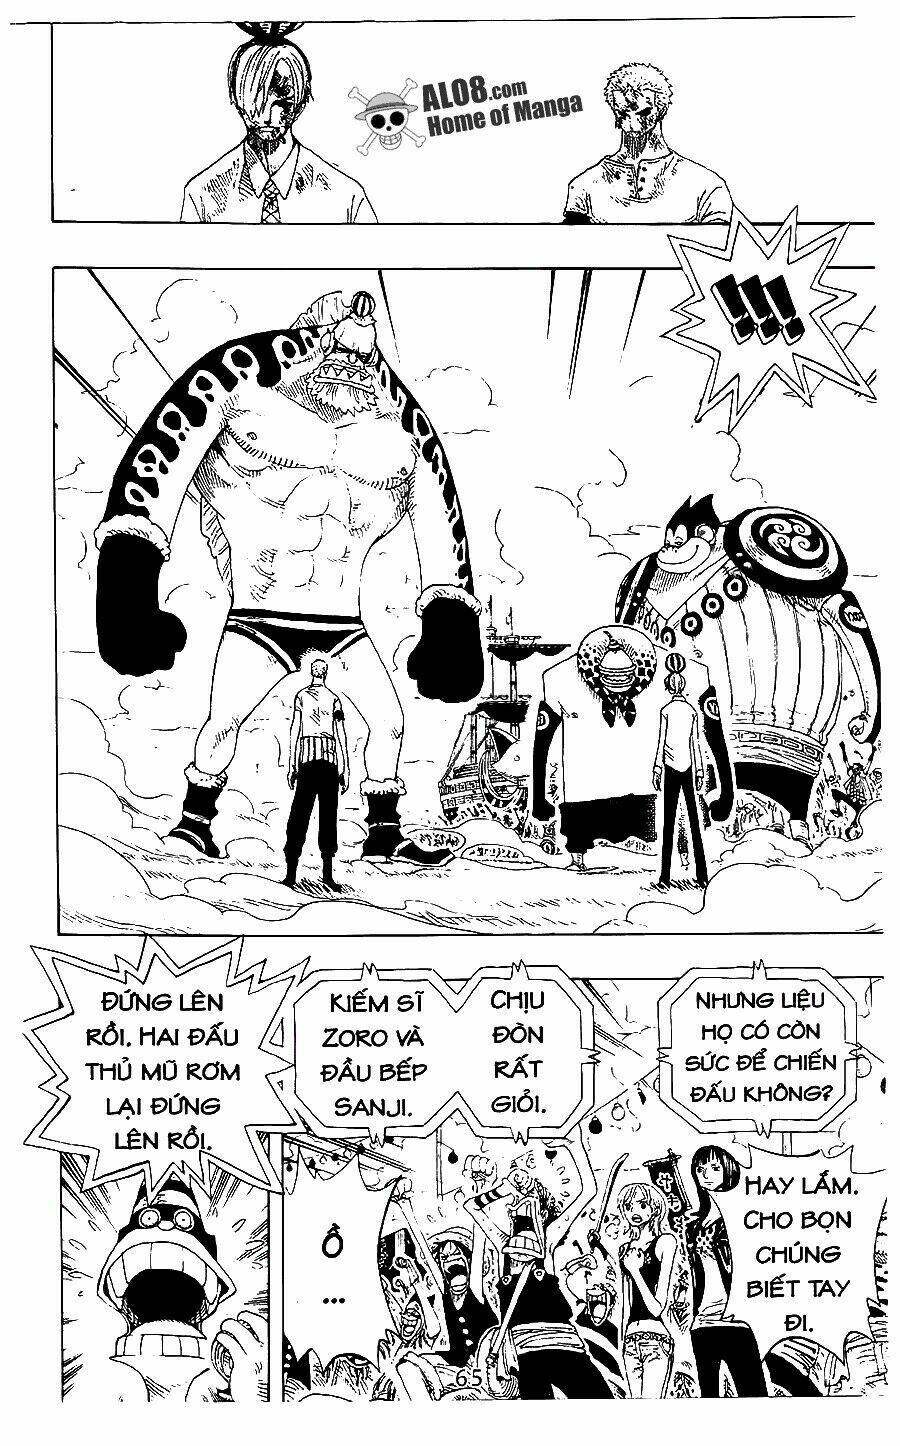 ALO8.com
Home of Manga
!!!!
ĐỨNG LÊN
RỒI. HAI ĐẤU
THỦ MŨ RƠM
LẠI ĐỨNG
LÊN RỒI.
KIẾM SĨ
ZORO VÀ
ĐẦU BẾP
SANJI.
CHỊU
ĐÒN
RẤT
GIỎI.
NHƯNG LIỆU
HỌ CÓ CÒN
SỨC ĐỂ CHIẾN
ĐẤU KHÔNG?
Ồ
...
HAY LẮM.
CHO BỌN
CHÚNG
BIẾT TAY
ĐI.
65